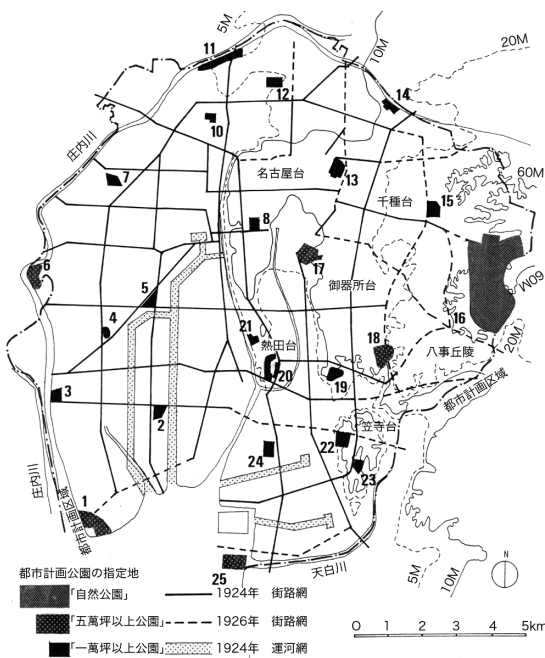 5M
10M
20M
11
12
14
庄内川
10
7
名古屋台
13
千種台
60M
15
8
6
17
御器所台
60M
5
4
16
21
熱田台
18
八事丘陵
20M
3
20
19
都市計画区域
2
笠寺台
22
24
23
庄内川
1
都市計画区域
25
天白川
5M
10M
N
都市計画公園の指定地
「自然公園」
1924年 街路網
「五萬坪以上公園」
1926年 街路網
「一萬坪以上公園」
1924年 運河網
0 1 2 3 4 5km